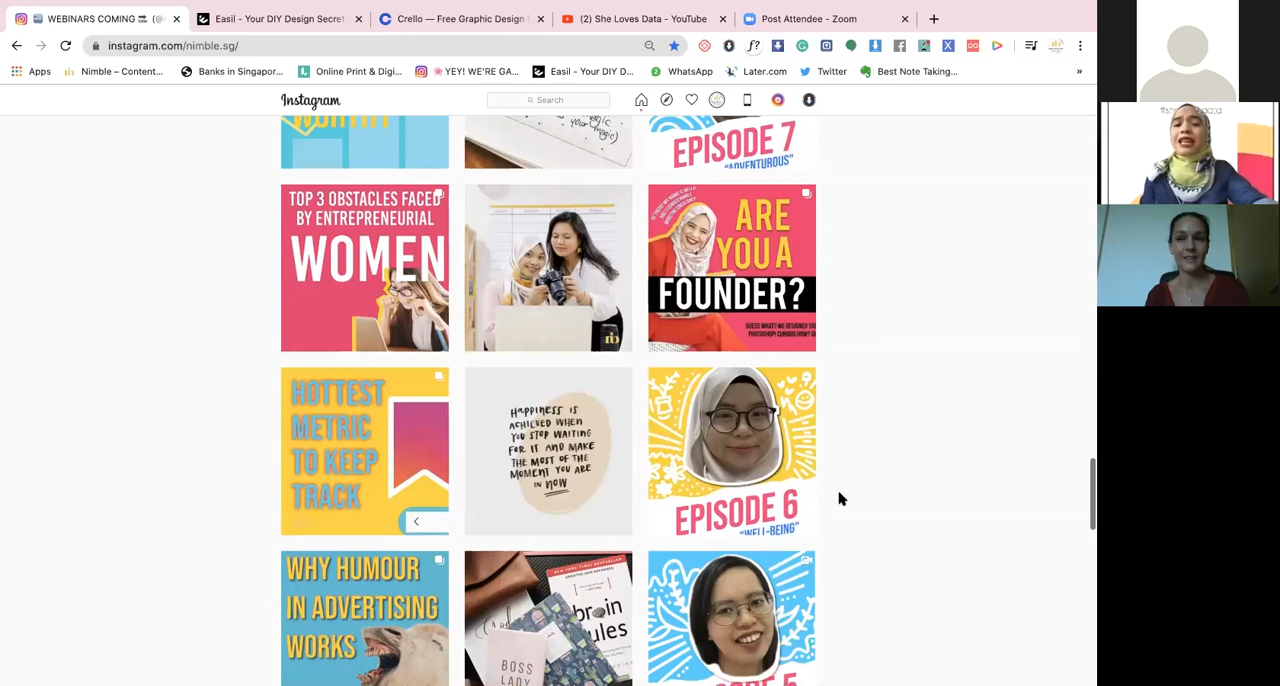 WEBINARS COMING
Easil - Your DIY Design Secret
Crello — Free Graphic Design
(2) She Loves Data - YouTube
Post Attendee - Zoom
instagram.com/nimble.sg/
Apps
Nimble – Content...
Banks in Singapor...
Online Print & Digi...
YEY! WE'RE GA...
Easil - Your DIY D...
WhatsApp
Later.com
Twitter
Best Note Taking...
Instagram
Search
your magic)
EPISODE 7
"ADVENTUROUS"
TOP 3 OBSTACLES FACED
BY ENTREPRENEURIAL
WOMEN
ARE
YOU A
FOUNDER?
HOTTEST
METRIC
TO KEEP
TRACK
HAPPINESS IS
ACHIEVED WHEN
YOU STOP WAITING
FOR IT AND MAKE
THE MOST OF THE
MOMENT YOU ARE
IN NOW
EPISODE 6
"WELL-BEING"
WHY HUMOUR
IN ADVERTISING
WORKS
BOSS
LADY